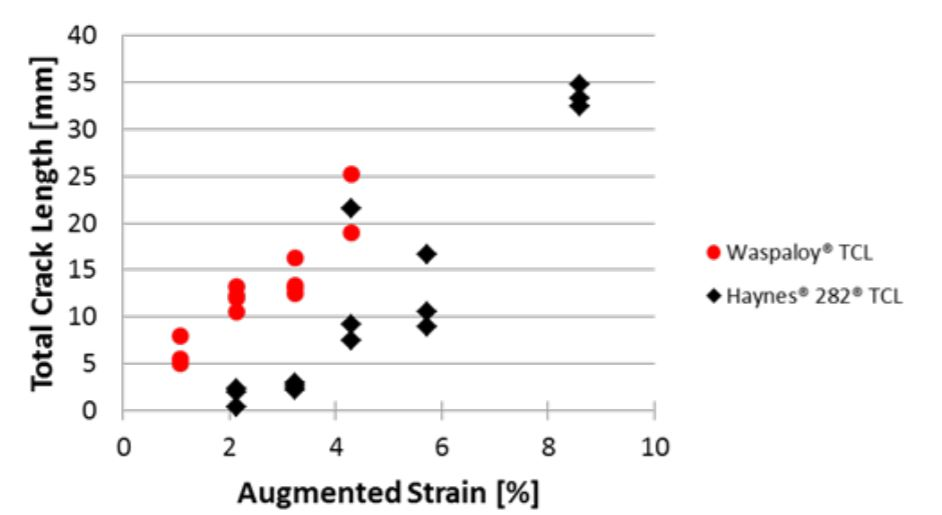 Total Crack Length [mm]
40
35
30
25
20
15
10
5
0
0 2 4 6 8 10
Augmented Strain [%]
Waspaloy® TCL
Haynes® 282® TCL